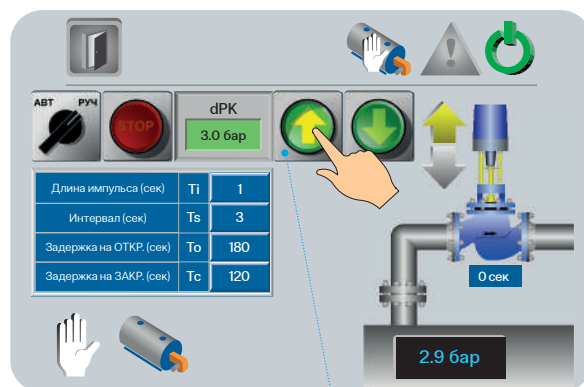 АВТ РУЧ
STOP
dPK
3.0 бар
Длина импульса (сек) Ti 1
Интервал (сек) Ts 3
Задержка на ОТКР. (сек) To 180
Задержка на ЗАКР. (сек) Tc 120
0 сек
2.9 бар